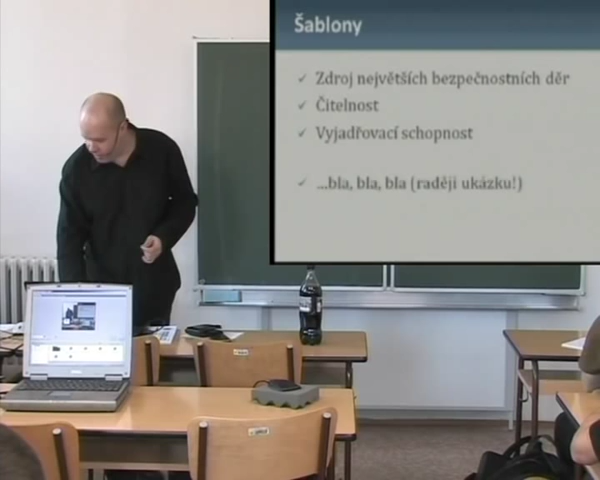 Šablony
Zdroj největších bezpečnostních děr
Čitelnost
Vyjadřovací schopnost
...bla, bla, bla (raději ukázku!)